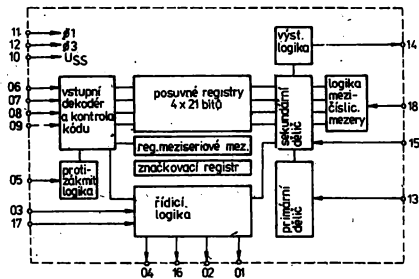 11 ϕ1
12 ϕ3
10 USS
06
07
08
09
05
03
17
vstupní
dekodér
a kontrola
kódu
proti-
zákmit.
logika
posuvné registry
4 x 21 bitů
reg. meziseriové mez.
značkovací registr
řídicí
logika
04 16 02 01
výst.
logika
sekundární
dělič
primární
dělič
logika
mezi-
číslic.
mezery
14
18
15
13